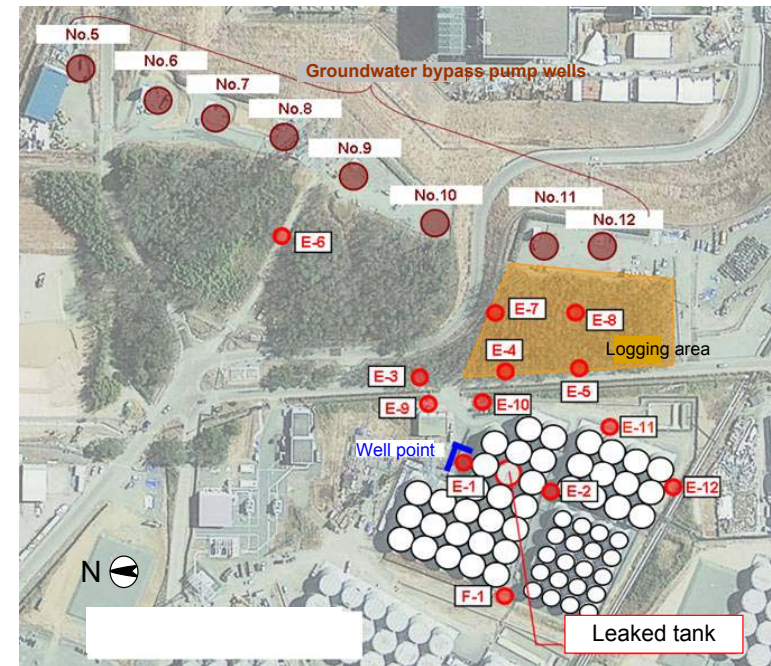 No.5
No.6
No.7
Groundwater bypass pump wells
No.8
No.9
No.10
No.11
No.12
E-6
E-7
E-8
Logging area
E-4
E-3
E-5
E-9
E-10
E-11
Well point
E-1
E-2
E-12
N
F-1
Leaked tank